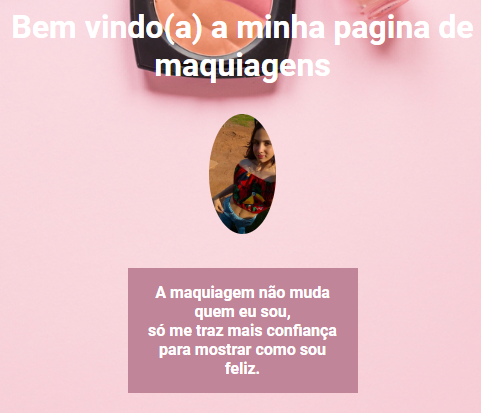 Bem vindo(a) a minha pagina de
maquiagens
A maquiagem não muda
quem eu sou,
só me traz mais confiança
para mostrar como sou
feliz.